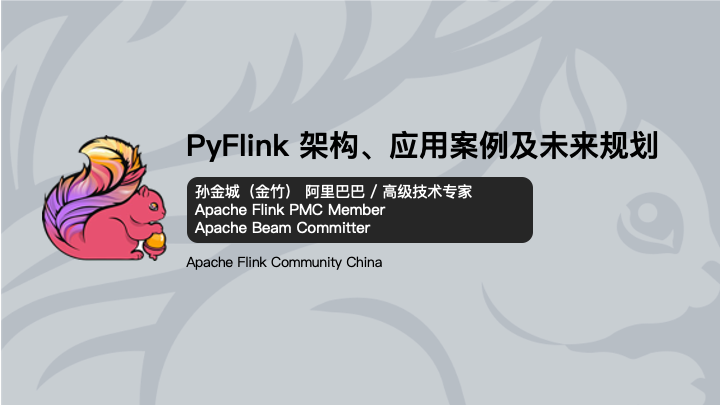 PyFlink 架构、应用案例及未来规划
孙金城（金竹） 阿里巴巴 / 高级技术专家
Apache Flink PMC Member
Apache Beam Committer
Apache Flink Community China